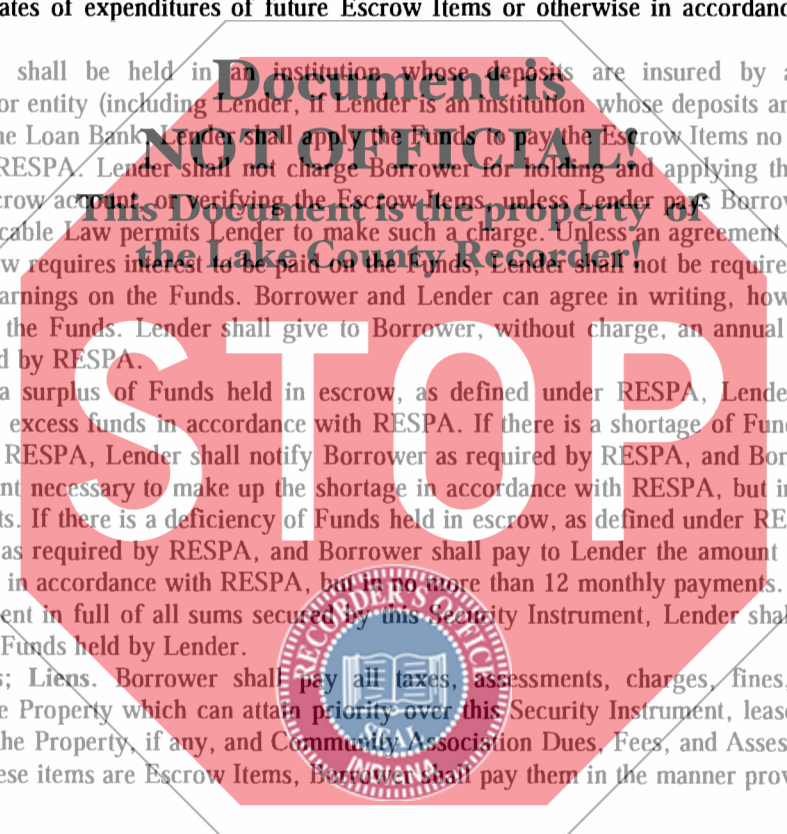 ates of expenditures of future Escrow Items or otherwise in accordanc
shall be held in an institution whose deposits are insured by a
or entity (including Lender, if Lender is an institution whose deposits ar
he Loan Bank. Lender shall apply the Funds to pay the Escrow Items no
RESPA. Lender shall not charge Borrower for holding and applying th
crow account, or verifying the Escrow Items, unless Lender pays Borrow
cable Law permits Lender to make such a charge. Unless an agreement
w requires interest to be paid on the Funds, Lender shall not be require
arnings on the Funds. Borrower and Lender can agree in writing, how
the Funds. Lender shall give to Borrower, without charge, an annual
d by RESPA.
a surplus of Funds held in escrow, as defined under RESPA, Lende
excess funds in accordance with RESPA. If there is a shortage of Fun
RESPA, Lender shall notify Borrower as required by RESPA, and Bor
nt necessary to make up the shortage in accordance with RESPA, but in
ts. If there is a deficiency of Funds held in escrow, as defined under RE
as required by RESPA, and Borrower shall pay to Lender the amount
in accordance with RESPA, but in no more than 12 monthly payments.
ent in full of all sums secured by this Security Instrument, Lender shal
Funds held by Lender.
s; Liens. Borrower shall pay all taxes, assessments, charges, fines,
e Property which can attain priority over this Security Instrument, lease
he Property, if any, and Community Association Dues, Fees, and Asses
ese items are Escrow Items, Borrower shall pay them in the manner prov
Document is
NOT OFFICIAL!
This Document is the property of
the Lake County Recorder!
STOP
RECORDER'S OFFIC
SEAL
INDIANA